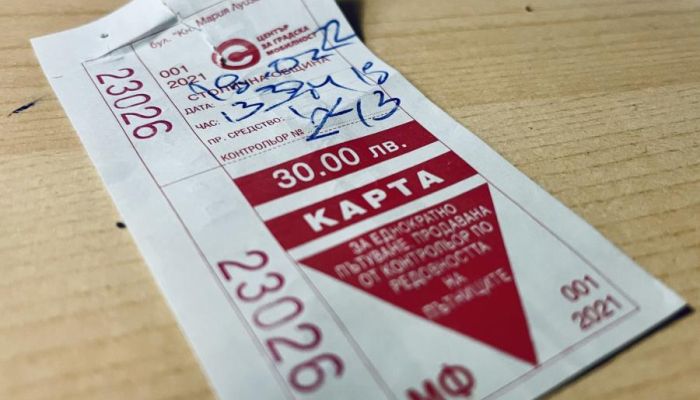 бул. "Кн. Мария Луиза
ЦЕНТЪР
ЗА ГРАДСКА
МОБИЛНОСТ
001
2021
СТОЛИЧНА ОБЩИНА
ДАТА:
ЧАС:
ПР. СРЕДСТВО:
КОНТРОЛЬОР №
213
23026
30.00 лв.
КАРТА
ЗА ЕДНОКРАТНО
ПЪТУВАНЕ ПРОДАВАНА
ОТ КОНТРОЛЬОР ПО
РЕДОВНОСТТА
НА
ПЪТНИЦИТЕ
23026
001
2021
МФ